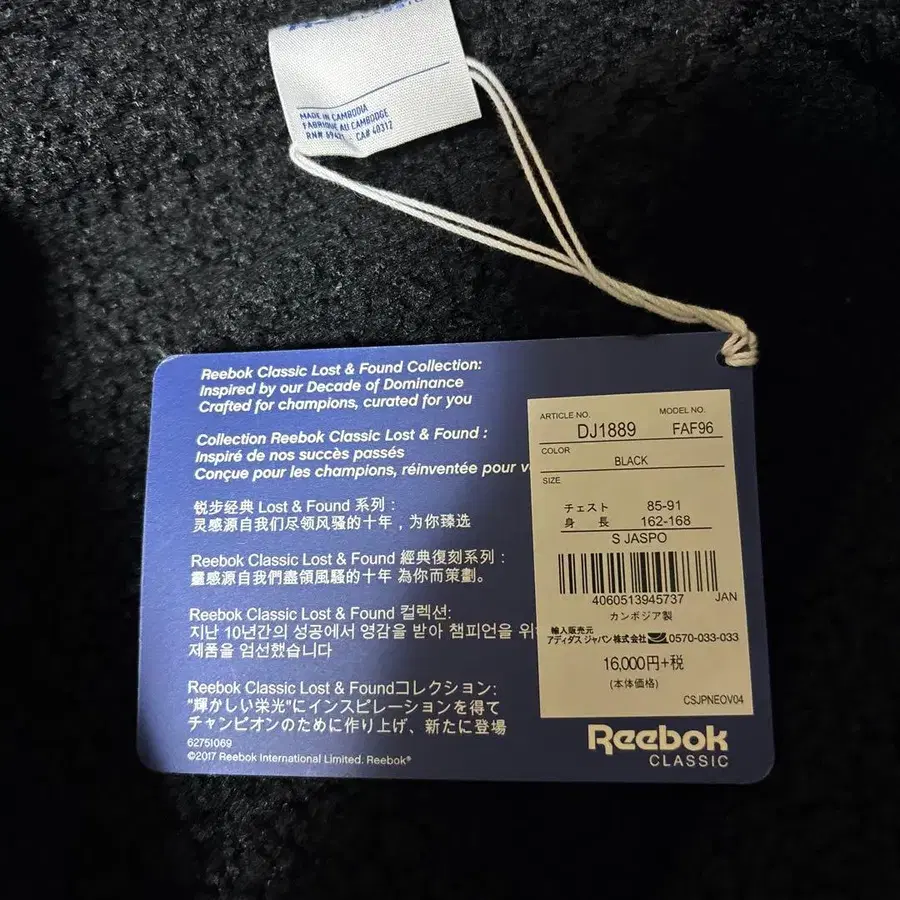 MADE IN CAMBODIA
FABRIQUÉ AU CAMBODGE
CA# 40312
Reebok Classic Lost & Found Collection:
Inspired by our Decade of Dominance
Crafted for champions, curated for you
Collection Reebok Classic Lost & Found :
Inspiré de nos succès passés
Conçue pour les champions, réinventée pour
锐步经典 Lost & Found 系列 :
灵感源自我们尽领风骚的十年，为你臻选
Reebok Classic Lost & Found 經典復刻系列 :
靈感源自我們盡領風騷的十年 為你而策劃。
Reebok Classic Lost & Found 컬렉션:
지난 10년간의 성공에서 영감을 받아 챔피언을
제품을 엄선했습니다
Reebok Classic Lost & Foundコレクション:
"輝かしい栄光"にインスピレーションを得て
チャンピオンのために作り上げ、新たに登場
62751069
©2017 Reebok International Limited. Reebok®
ARTICLE NO. MODEL NO.
DJ1889 FAF96
COLOR
BLACK
SIZE
チェスト 85-91
身 長 162-168
S JASPO
4060513945737 JAN
カンボジア製
輸入販売元
アディダス ジャパン株式会社 0570-033-033
16,000円+税
(本体価格)
CSJPNEOV04
Reebok
CLASSIC